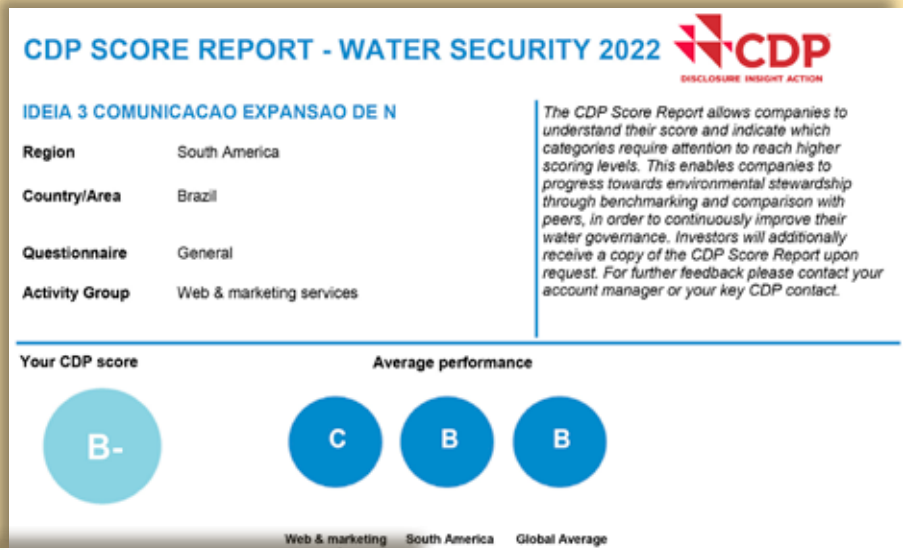 CDP SCORE REPORT - WATER SECURITY 2022
CDP
DISCLOSURE INSIGHT ACTION
IDEIA 3 COMUNICACAO EXPANSAO DE N
Region South America
Country/Area Brazil
Questionnaire General
Activity Group Web & marketing services
The CDP Score Report allows companies to
understand their score and indicate which
categories require attention to reach higher
scoring levels. This enables companies to
progress towards environmental stewardship
through benchmarking and comparison with
peers, in order to continuously improve their
water governance. Investors will additionally
receive a copy of the CDP Score Report upon
request. For further feedback please contact your
account manager or your key CDP contact.
Your CDP score
Average performance
B-
C B B
Web & marketing South America Global Average